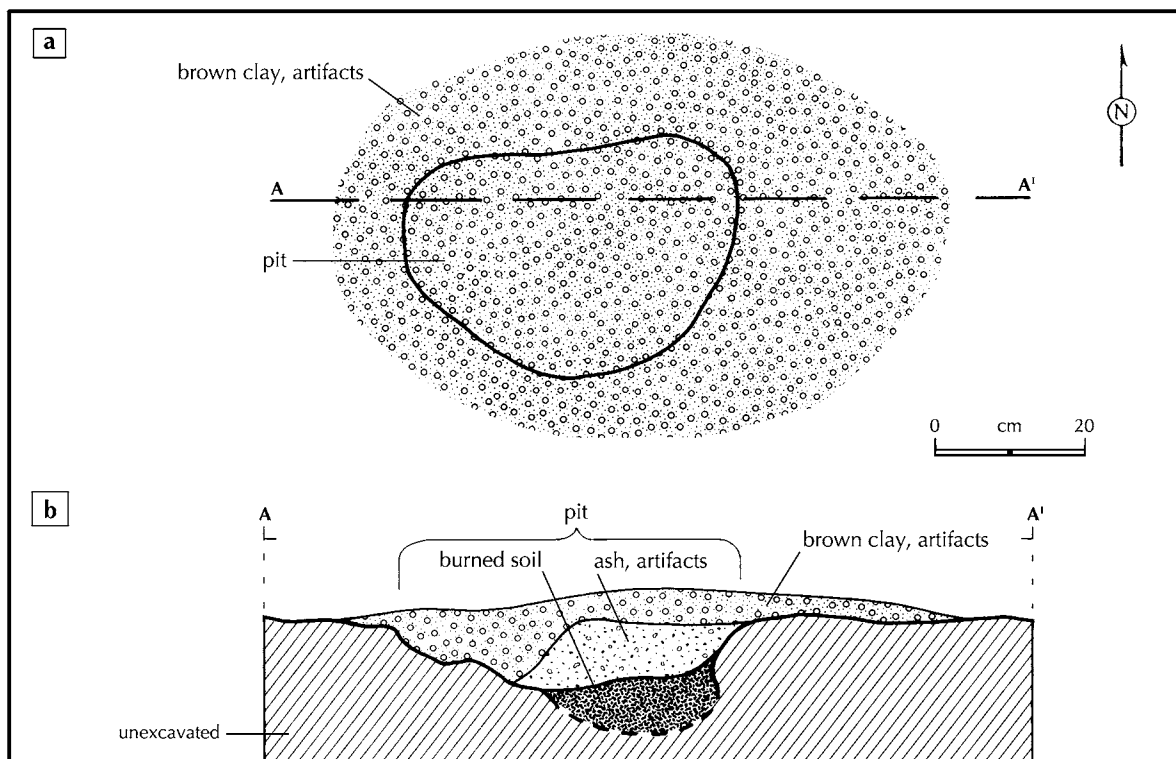 a
brown clay, artifacts
N
A
A'
pit
0 cm 20
b
A
A'
pit
brown clay, artifacts
burned soil
ash, artifacts
unexcavated